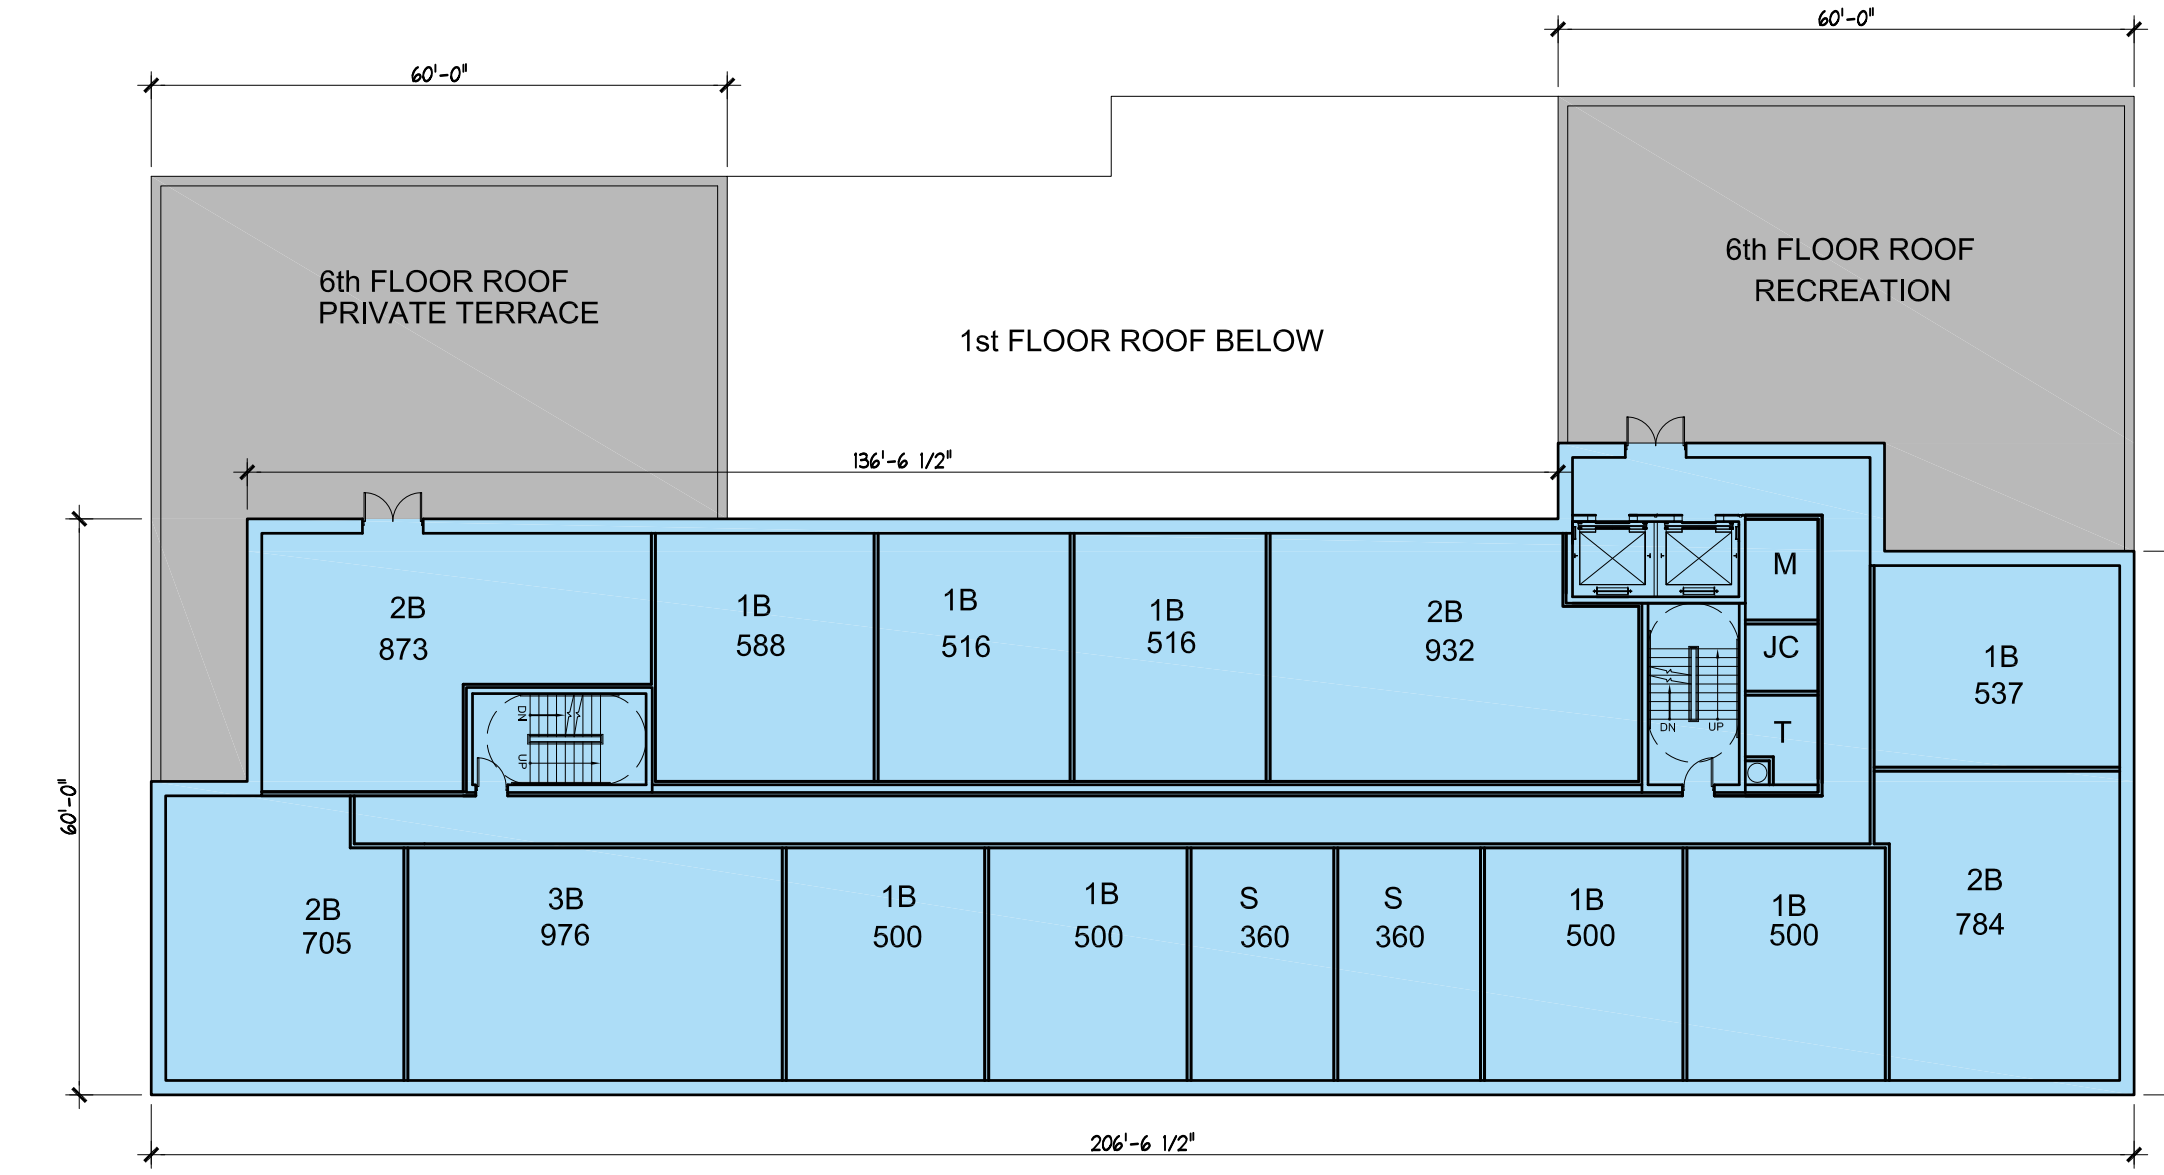 60'-0"
60'-0"
6th FLOOR ROOF
RECREATION
6th FLOOR ROOF
PRIVATE TERRACE
1st FLOOR ROOF BELOW
136'-6 1/2"
2B
873
1B
588
1B
516
1B
516
2B
932
M
JC
T
1B
537
DN
UP
DN
UP
60'-0"
2B
705
3B
976
1B
500
1B
500
S
360
S
360
1B
500
1B
500
2B
784
206'-6 1/2"